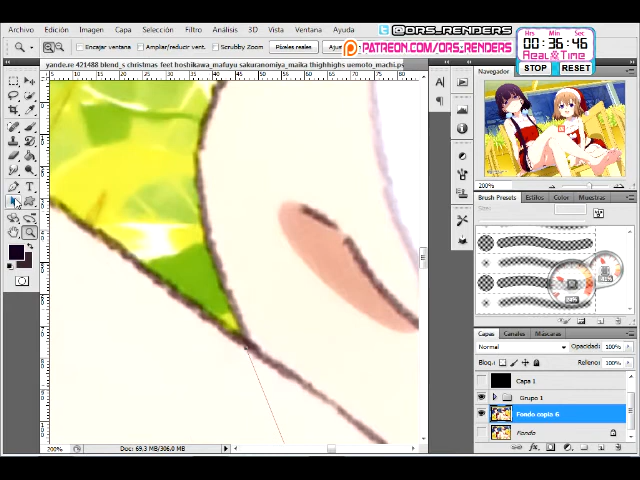 Archivo Edición Imagen Capa Selección Filtro Análisis 3D Vista Ventana Ayuda
@ORS_RENDERS
PATREON.COM/ORS_RENDERS
Hrs Min Sec
00:36:46
Real Time
STOP RESET
Encajar ventana Ampliar/reducir vent. Scrubby Zoom Píxeles reales
yande.re 421488 blend_s christmas feet hoshikawa_mafuyu sakuranomiya_maika thighhighs uemoto_machi.ps
Navegador
200%
Brush Presets Estilos Color Muestras
Capas Canales Máscaras
Normal Opacidad: 100%
Bloq.: Relleno: 100%
Capa 1
Grupo 1
Fondo copia 6
Fondo
200% Doc: 69.3 MB/306.0 MB